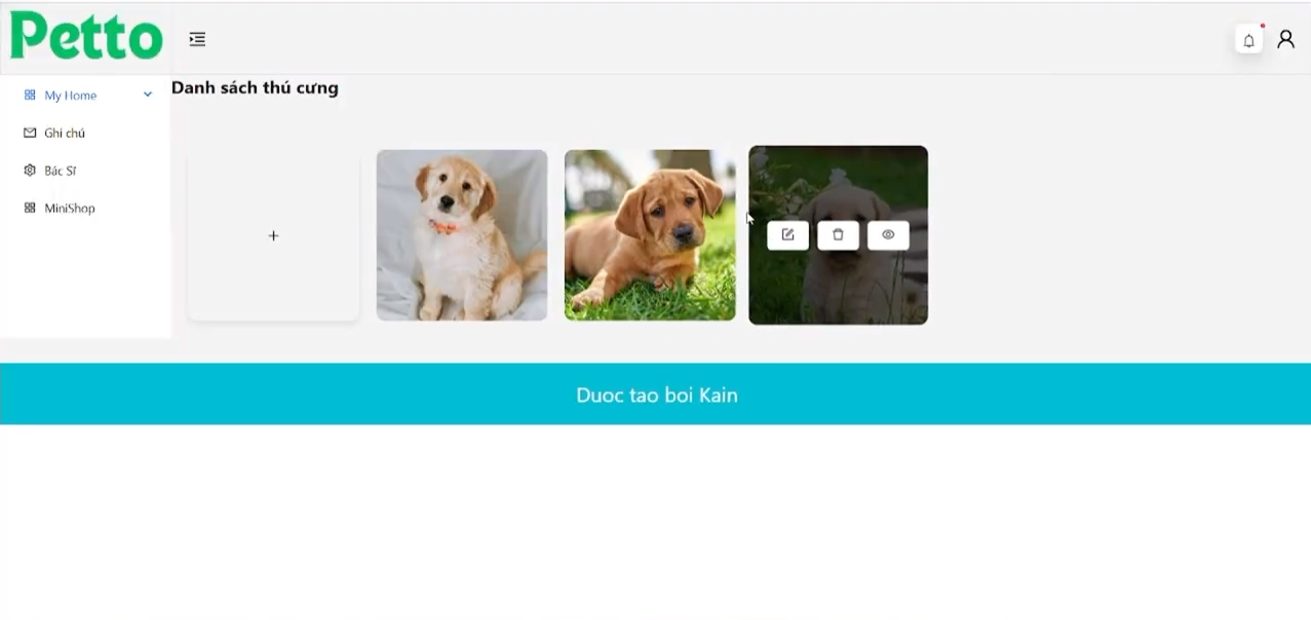 Petto
Danh sách thú cưng
My Home
Ghi chú
Bác Sĩ
MiniShop
+
Duoc tao boi Kain